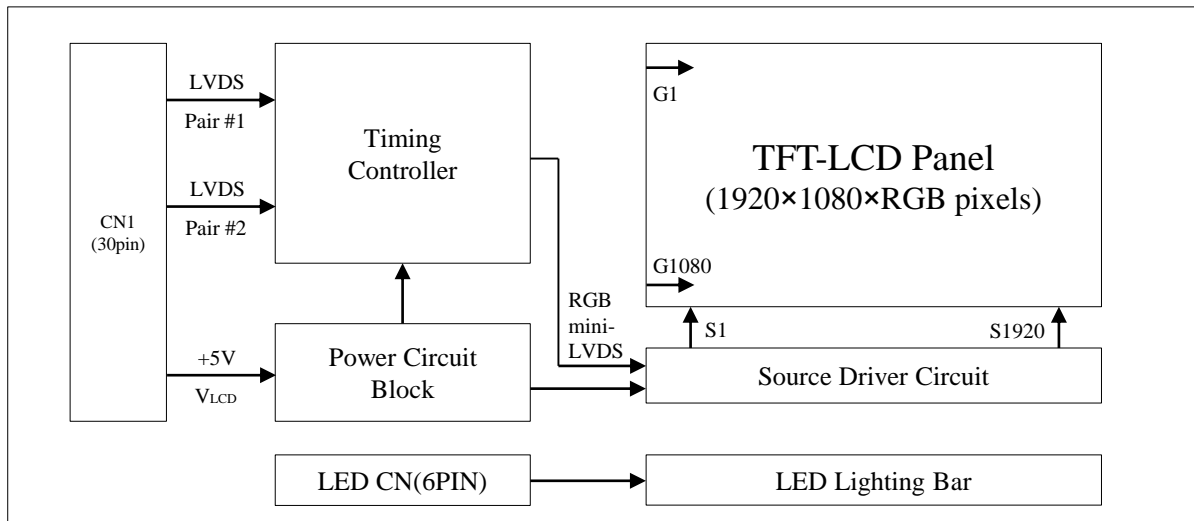 LVDS
Pair #1
LVDS
Pair #2
CN1
(30pin)
+5V
VLCD
Timing
Controller
Power Circuit
Block
RGB
mini-
LVDS
G1
TFT-LCD Panel
(1920×1080×RGB pixels)
G1080
S1
S1920
Source Driver Circuit
LED CN(6PIN)
LED Lighting Bar